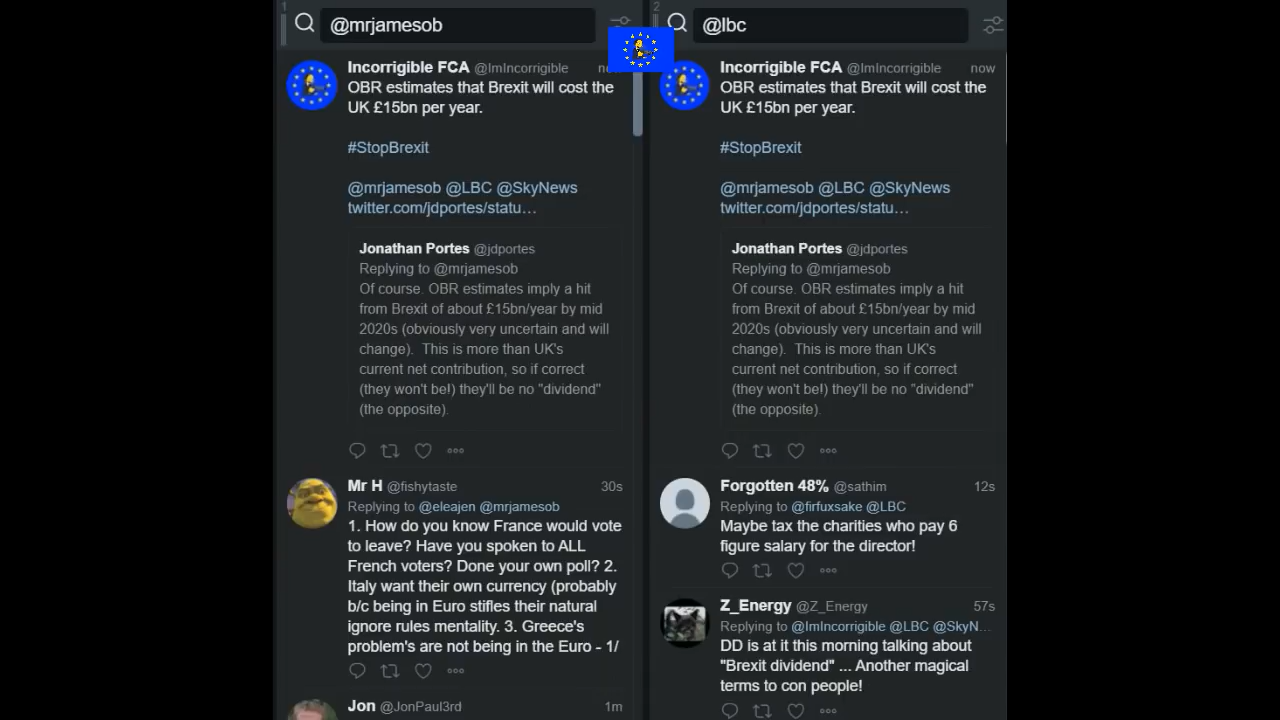 1
@mrjamesob
Incorrigible FCA @ImIncorrigible
OBR estimates that Brexit will cost the
UK £15bn per year.
#StopBrexit
@mrjamesob @LBC @SkyNews
twitter.com/jdportes/statu…
Jonathan Portes @jdportes
Replying to @mrjamesob
Of course. OBR estimates imply a hit
from Brexit of about £15bn/year by mid
2020s (obviously very uncertain and will
change).  This is more than UK's
current net contribution, so if correct
(they won't be!) they'll be no "dividend"
(the opposite).
Mr H @fishytaste 30s
Replying to @eleajen @mrjamesob
1. How do you know France would vote
to leave? Have you spoken to ALL
French voters? Done your own poll? 2.
Italy want their own currency (probably
b/c being in Euro stifles their natural
ignore rules mentality. 3. Greece's
problem's are not being in the Euro - 1/
Jon @JonPaul3rd 1m
2
@lbc
Incorrigible FCA @ImIncorrigible now
OBR estimates that Brexit will cost the
UK £15bn per year.
#StopBrexit
@mrjamesob @LBC @SkyNews
twitter.com/jdportes/statu…
Jonathan Portes @jdportes
Replying to @mrjamesob
Of course. OBR estimates imply a hit
from Brexit of about £15bn/year by mid
2020s (obviously very uncertain and will
change).  This is more than UK's
current net contribution, so if correct
(they won't be!) they'll be no "dividend"
(the opposite).
Forgotten 48% @sathim 12s
Replying to @firfuxsake @LBC
Maybe tax the charities who pay 6
figure salary for the director!
Z_Energy @Z_Energy 57s
Replying to @ImIncorrigible @LBC @SkyN…
DD is at it this morning talking about
"Brexit dividend" ... Another magical
terms to con people!